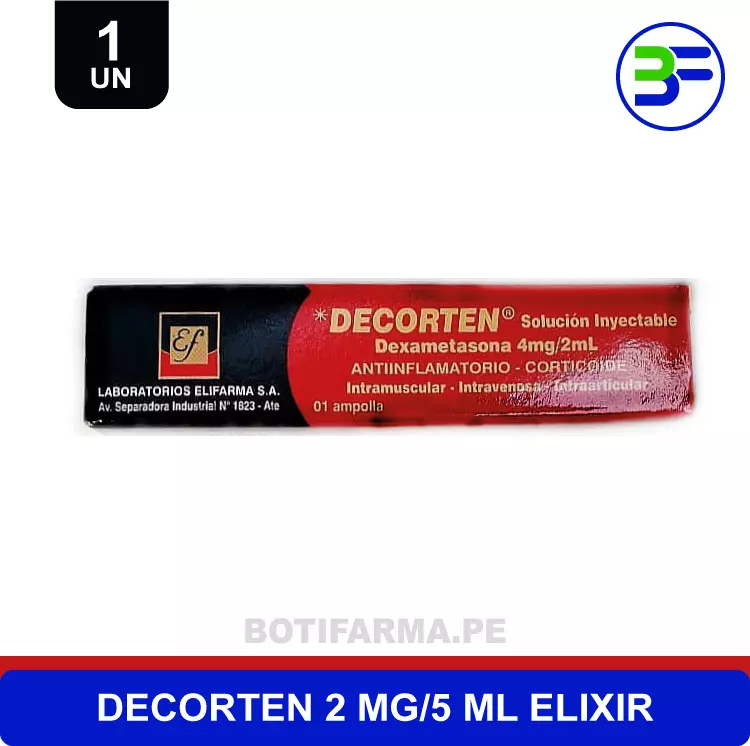 1
UN
BF
Ef
LABORATORIOS ELIFARMA S.A.
Av. Separadora Industrial N° 1823 - Ate
*DECORTEN® Solución Inyectable
Dexametasona 4mg/2mL
ANTIINFLAMATORIO - CORTICOIDE
Intramuscular - Intravenosa - Intraarticular
01 ampolla
BOTIFARMA.PE
DECORTEN 2 MG/5 ML ELIXIR